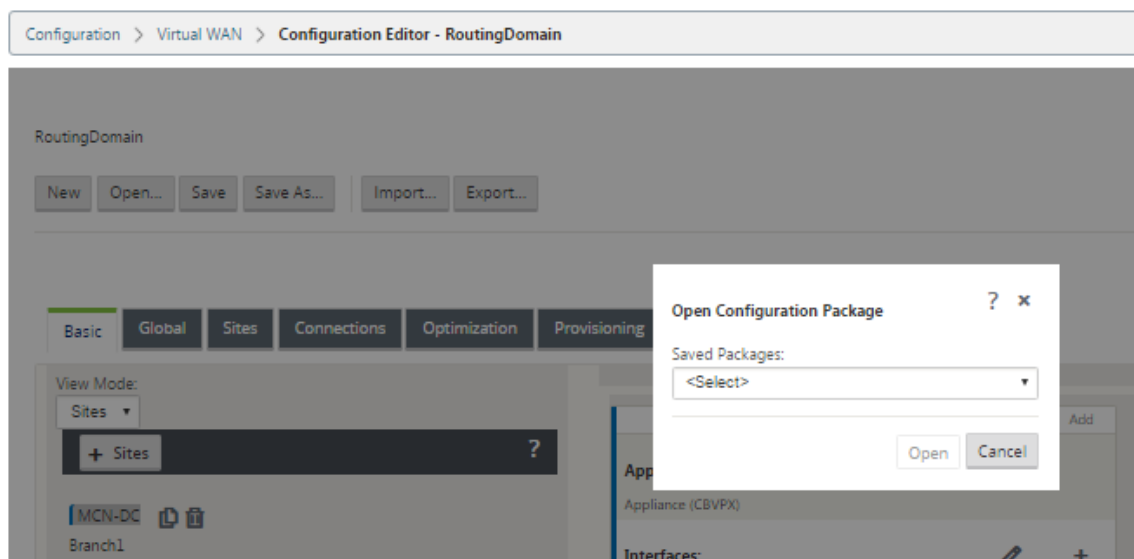 Configuration > Virtual WAN > Configuration Editor - RoutingDomain
RoutingDomain
New Open... Save Save As... Import... Export...
Basic Global Sites Connections Optimization Provisioning
View Mode:
Sites
+ Sites ?
MCN-DC
Branch1
Open Configuration Package ? ×
Saved Packages:
<Select>
Open Cancel
Add
App
Appliance (CBVPX)
Interfaces: +